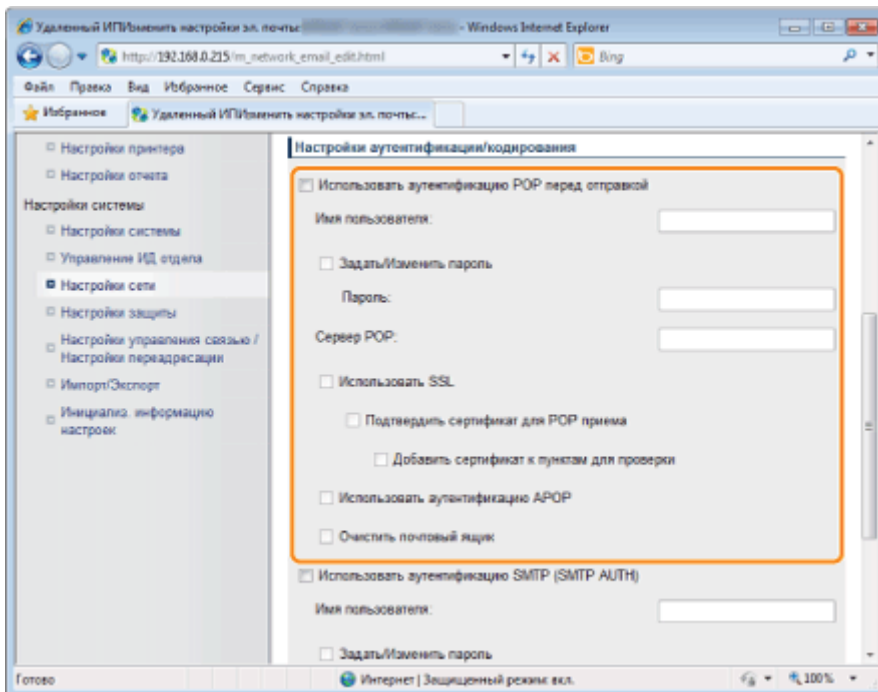 Удаленный ИПИзменить настройки эл. почты: - Windows Internet Explorer
http://192.168.0.215/m_network_email_edit.html
Bing
Файл Правка Вид Избранное Сервис Справка
Избранное
Удаленный ИПИзменить настройки эл. почты:...
Настройки принтера
Настройки отчета
Настройки системы
Настройки системы
Управление ИД отдела
Настройки сети
Настройки защиты
Настройки управления связью /
Настройки переадресации
Импорт/Экспорт
Инициализ. информацию
настроек
Настройки аутентификации/кодирования
Использовать аутентификацию POP перед отправкой
Имя пользователя:
Задать/Изменить пароль
Пароль:
Сервер POP:
Использовать SSL
Подтвердить сертификат для POP приема
Добавить сертификат к пунктам для проверки
Использовать аутентификацию APOP
Очистить почтовый ящик
Использовать аутентификацию SMTP (SMTP AUTH)
Имя пользователя:
Задать/Изменить пароль
Готово
Интернет | Защищенный режим: вкл.
100%